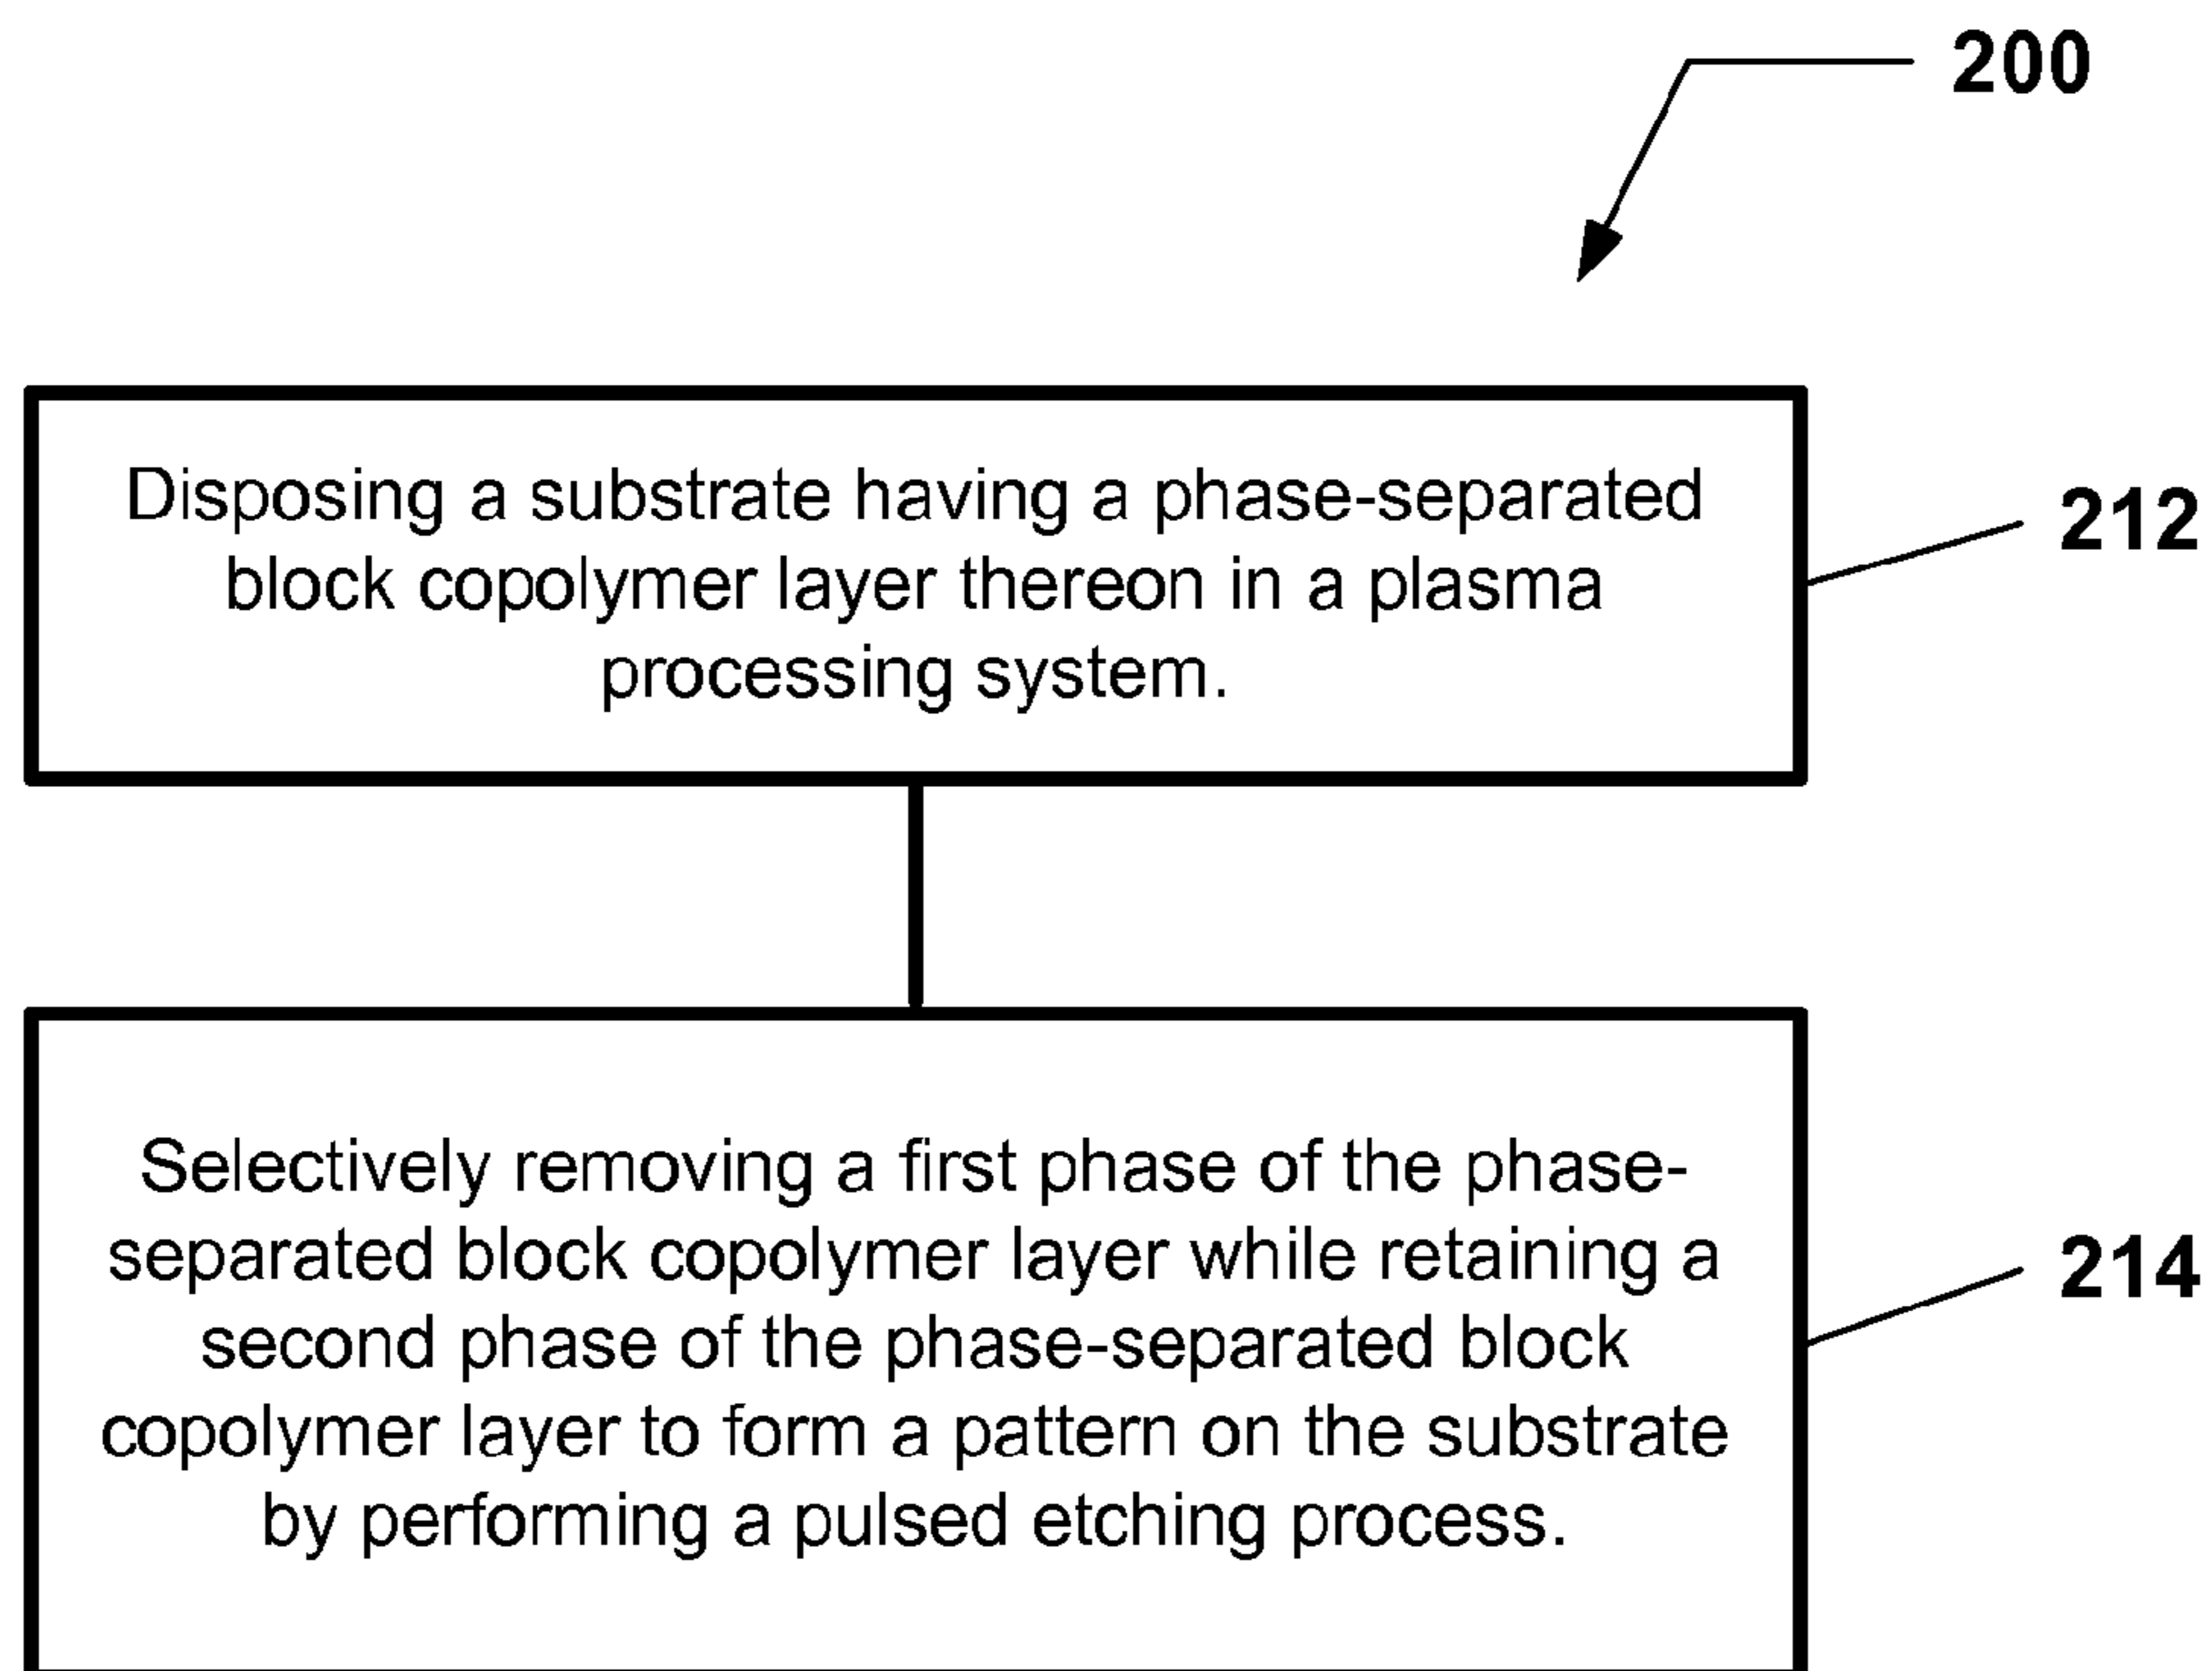 200
Disposing a substrate having a phase-separated
block copolymer layer thereon in a plasma
processing system.
212
Selectively removing a first phase of the phase-
separated block copolymer layer while retaining a
second phase of the phase-separated block
copolymer layer to form a pattern on the substrate
by performing a pulsed etching process.
214